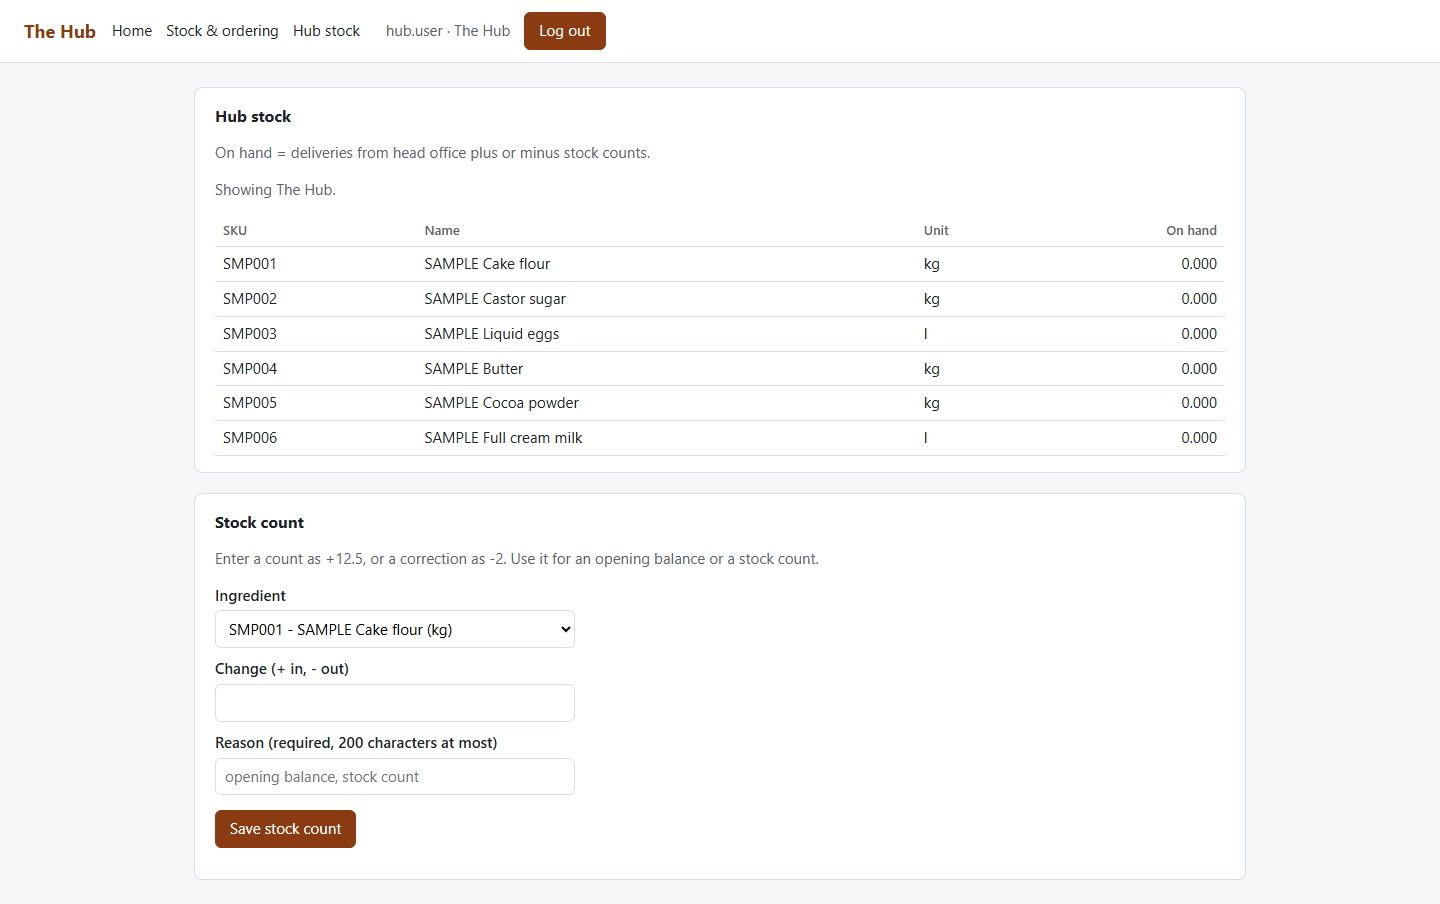 The Hub Home Stock & ordering Hub stock hub.user · The Hub Log out
Hub stock
On hand = deliveries from head office plus or minus stock counts.
Showing The Hub.
SKU Name Unit On hand
SMP001 SAMPLE Cake flour kg 0.000
SMP002 SAMPLE Castor sugar kg 0.000
SMP003 SAMPLE Liquid eggs l 0.000
SMP004 SAMPLE Butter kg 0.000
SMP005 SAMPLE Cocoa powder kg 0.000
SMP006 SAMPLE Full cream milk l 0.000
Stock count
Enter a count as +12.5, or a correction as -2. Use it for an opening balance or a stock count.
Ingredient
SMP001 - SAMPLE Cake flour (kg)
Change (+ in, - out)
Reason (required, 200 characters at most)
opening balance, stock count
Save stock count